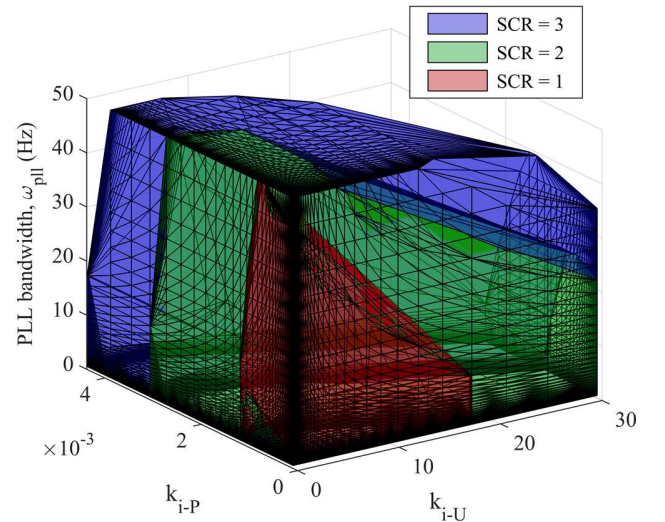 SCR = 3
SCR = 2
SCR = 1
PLL bandwidth, ω_pll (Hz)
50
40
30
20
10
0
4
2
0
×10⁻³
k_i-P
0
10
20
30
k_i-U